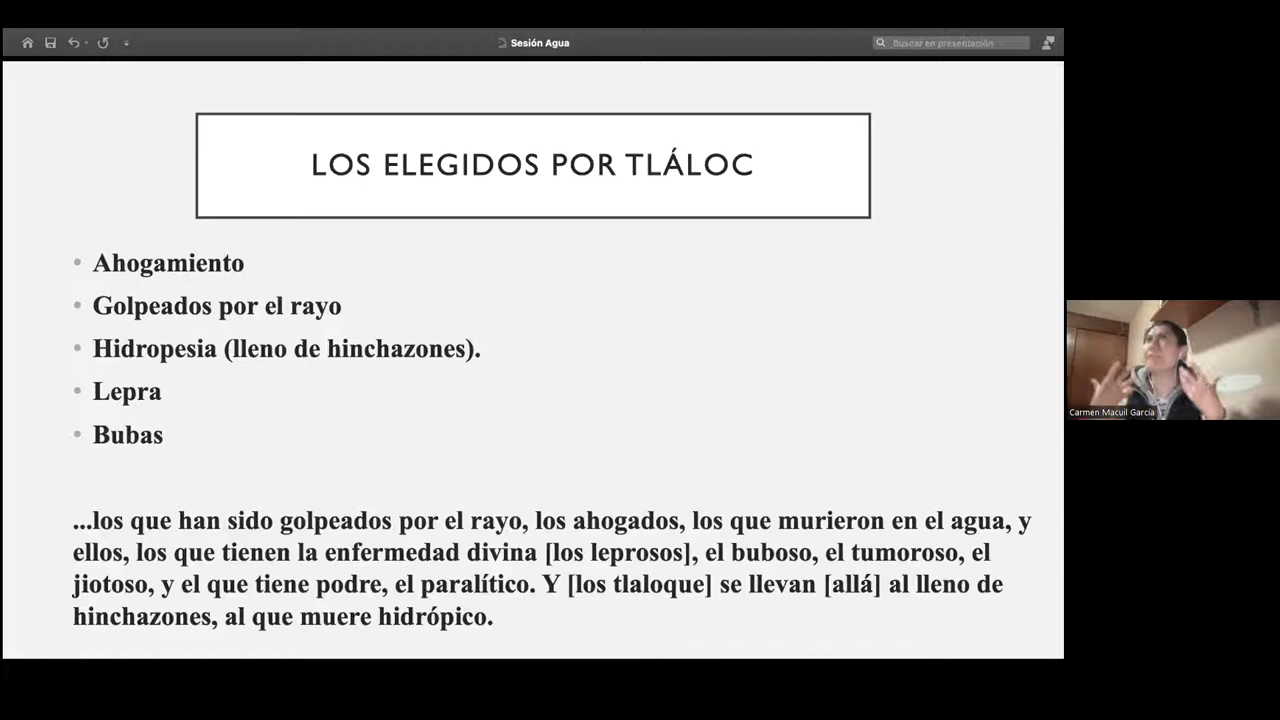 Sesión Agua
Buscar en presentación
LOS ELEGIDOS POR TLÁLOC
• Ahogamiento
• Golpeados por el rayo
• Hidropesia (lleno de hinchazones).
• Lepra
• Bubas
...los que han sido golpeados por el rayo, los ahogados, los que murieron en el agua, y
ellos, los que tienen la enfermedad divina [los leprosos], el buboso, el tumoroso, el
jiotoso, y el que tiene podre, el paralítico. Y [los tlaloque] se llevan [allá] al lleno de
hinchazones, al que muere hidrópico.
Carmen Macuil García